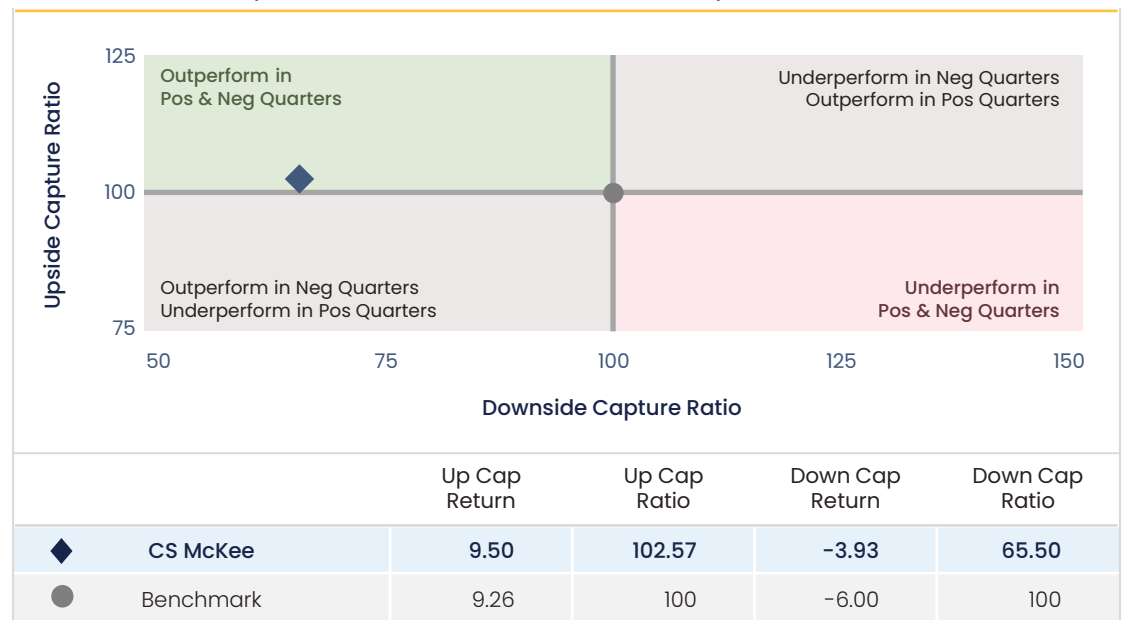 125
Outperform in
Pos & Neg Quarters
Underperform in Neg Quarters
Outperform in Pos Quarters
Upside Capture Ratio
100
Outperform in Neg Quarters
Underperform in Pos Quarters
Underperform in
Pos & Neg Quarters
75
50 75 100 125 150
Downside Capture Ratio
Up Cap Return Up Cap Ratio Down Cap Return Down Cap Ratio
CS McKee 9.50 102.57 -3.93 65.50
Benchmark 9.26 100 -6.00 100